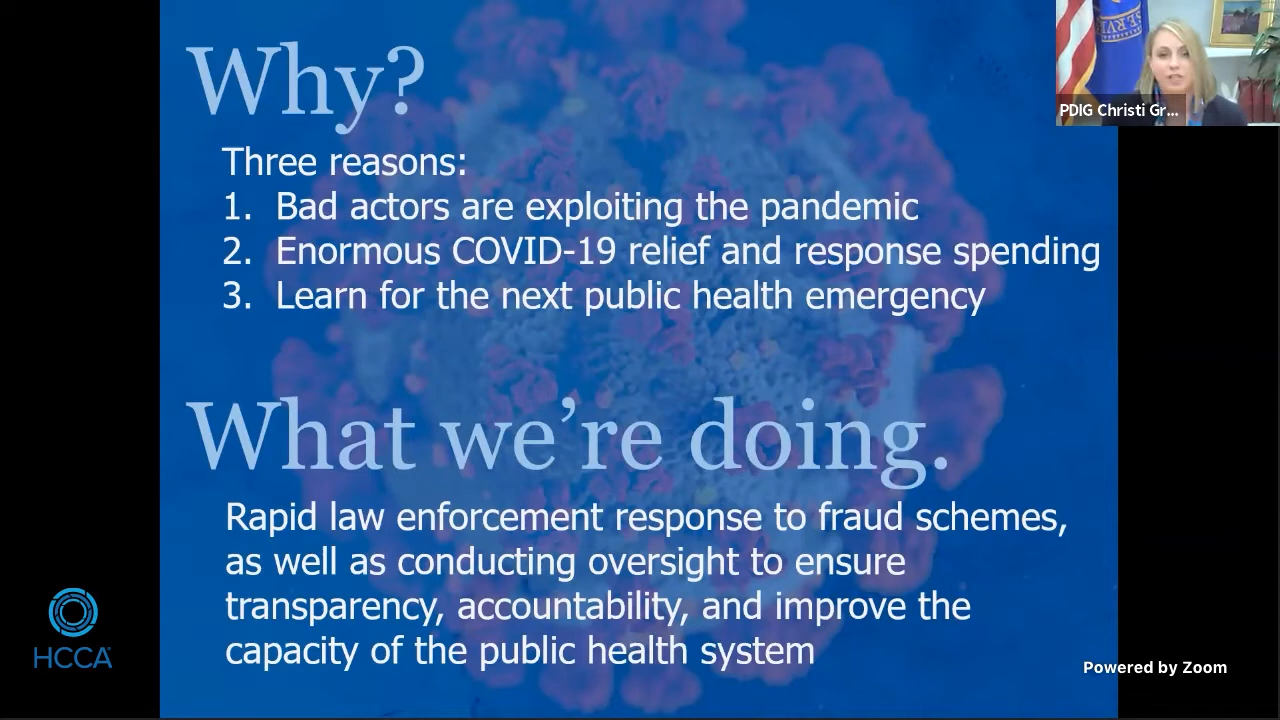 Why?
Three reasons:
1. Bad actors are exploiting the pandemic
2. Enormous COVID-19 relief and response spending
3. Learn for the next public health emergency
What we’re doing.
Rapid law enforcement response to fraud schemes,
as well as conducting oversight to ensure
transparency, accountability, and improve the
capacity of the public health system
PDIG Christi Gr...
HCCA
Powered by Zoom